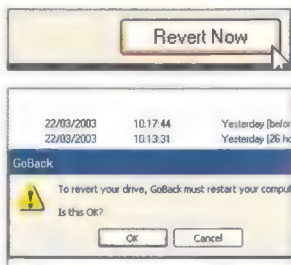 Revert Now
22/03/2003 10:17:44 Yesterday (befor
22/03/2003 10:13:31 Yesterday (26 ho
GoBack
To revert your drive, GoBack must restart your comput
Is this OK?
OK Cancel